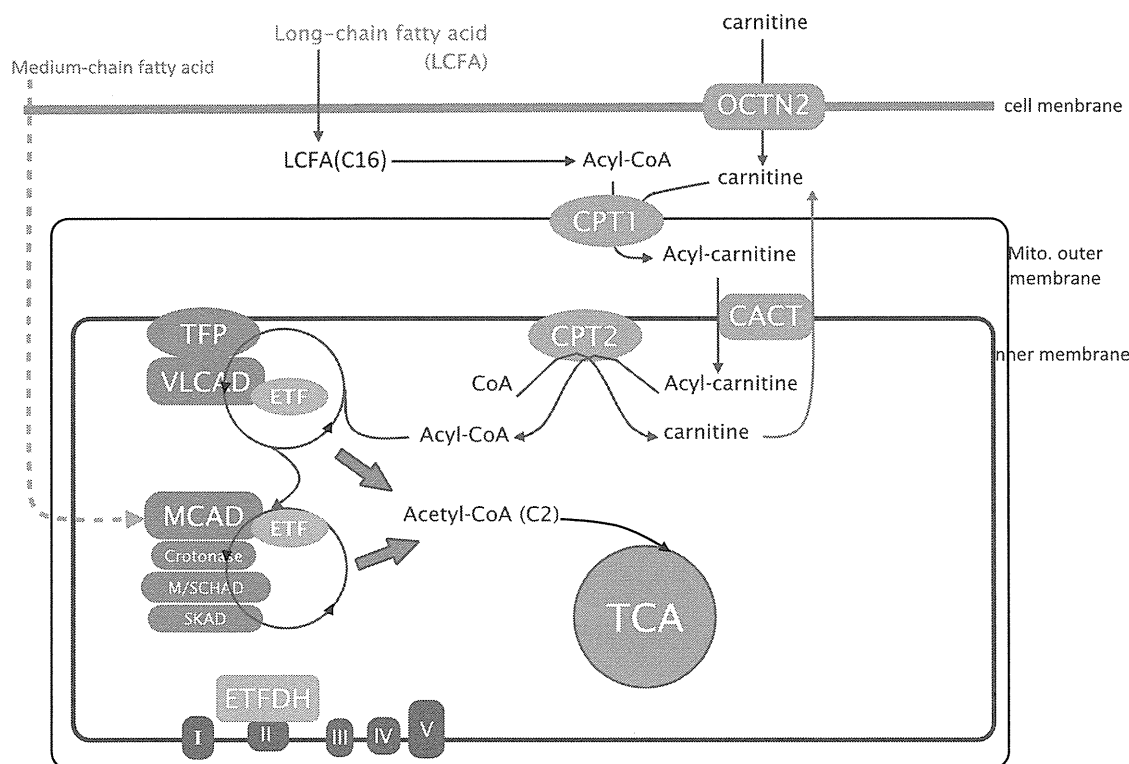 carnitine
Long-chain fatty acid
(LCFA)
Medium-chain fatty acid
OCTN2
cell menbrane
LCFA(C16)
Acyl-CoA
carnitine
CPT1
Acyl-carnitine
Mito. outer
membrane
TFP
CPT2
CACT
nner membrane
VLCAD
ETF
CoA
Acyl-carnitine
Acyl-CoA
carnitine
MCAD
ETF
Acetyl-CoA (C2)
Crotonase
M/SCHAD
SKAD
TCA
ETFDH
I
II
III
IV
V